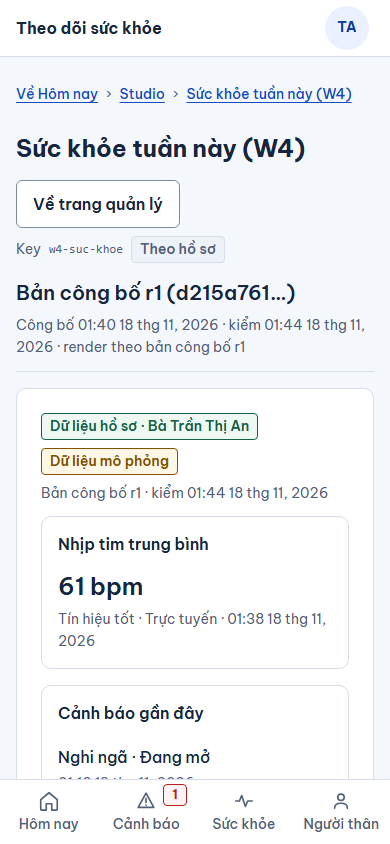 Theo dõi sức khỏe
TA
Về Hôm nay › Studio › Sức khỏe tuần này (W4)
Sức khỏe tuần này (W4)
Về trang quản lý
Key w4-suc-khoe Theo hồ sơ
Bản công bố r1 (d215a761…)
Công bố 01:40 18 thg 11, 2026 · kiểm 01:44 18 thg 11,
2026 · render theo bản công bố r1
Dữ liệu hồ sơ · Bà Trần Thị An
Dữ liệu mô phỏng
Bản công bố r1 · kiểm 01:44 18 thg 11, 2026
Nhịp tim trung bình
61 bpm
Tín hiệu tốt · Trực tuyến · 01:38 18 thg 11,
2026
Cảnh báo gần đây
Nghi ngã · Đang mở
1
Hôm nay
Cảnh báo
Sức khỏe
Người thân